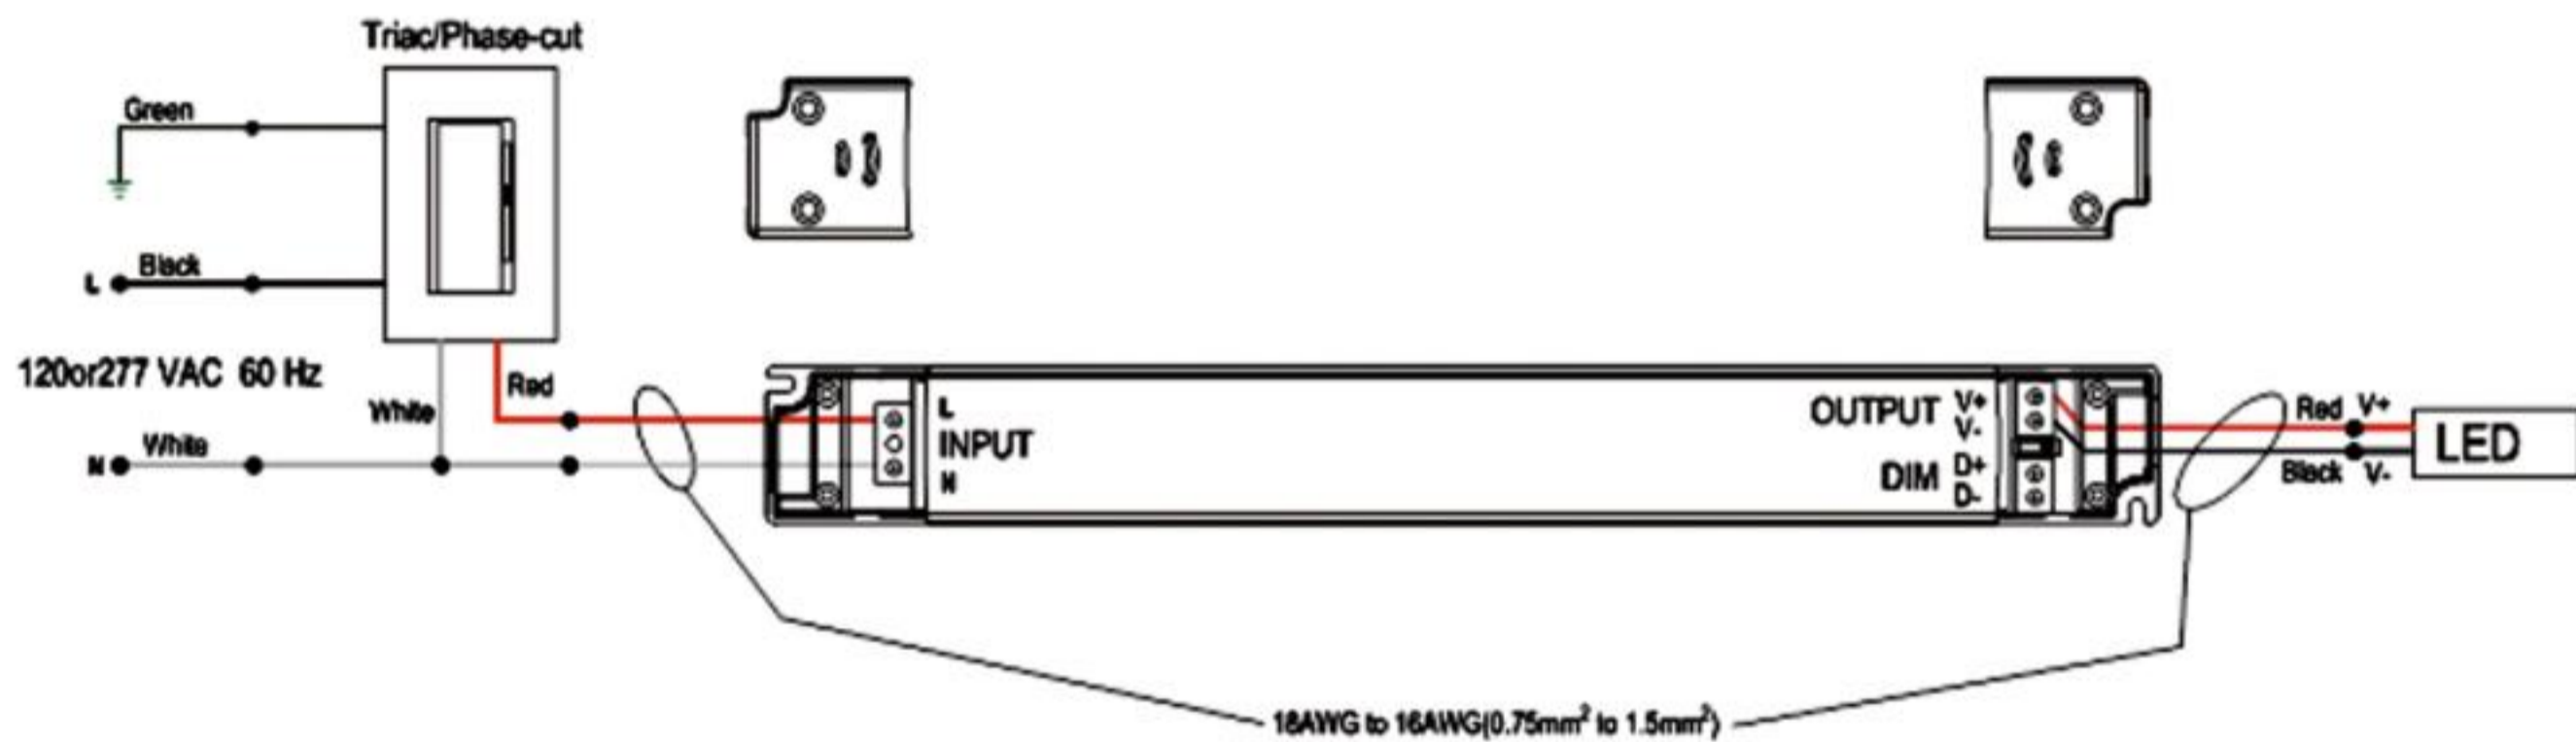 Triac/Phase-cut
Green
L Black
120or277 VAC 60 Hz
White
Red
N White
L
INPUT
N
OUTPUT V+
V-
DIM D+
D-
Red V+
Black V-
LED
18AWG to 16AWG(0.75mm² to 1.5mm²)